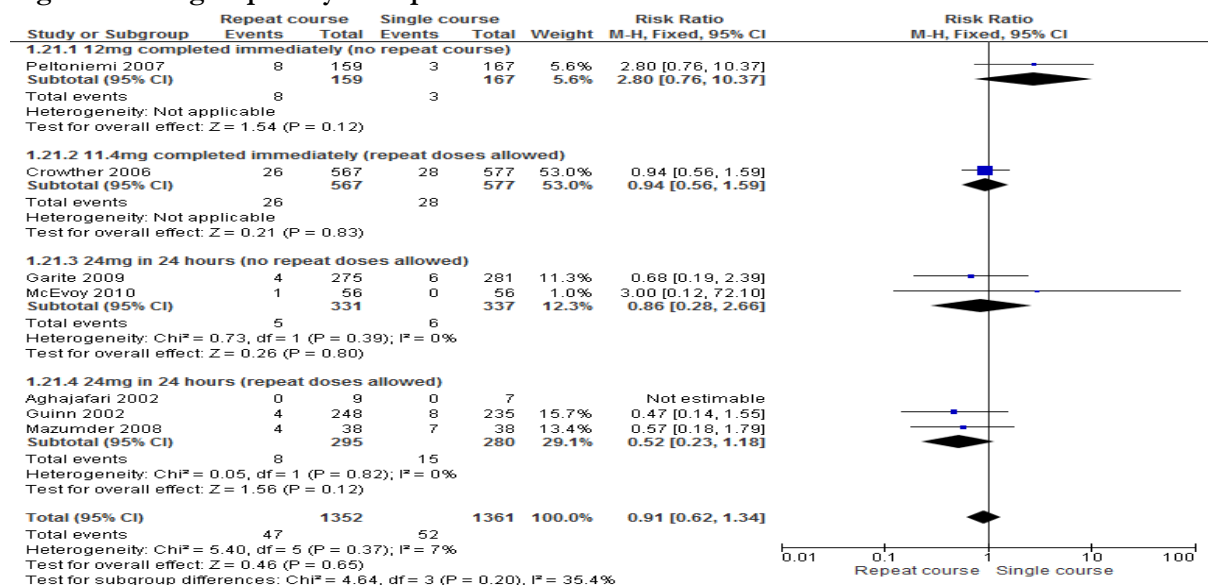 Repeat course Single course Risk Ratio Risk Ratio
Study or Subgroup Events Total Events Total Weight M-H, Fixed, 95% CI M-H, Fixed, 95% CI
1.21.1 12mg completed immediately (no repeat course)
Peltoniemi 2007 8 159 3 167 5.6% 2.80 [0.76, 10.37]
Subtotal (95% CI) 159 167 5.6% 2.80 [0.76, 10.37]
Total events 8 3
Heterogeneity: Not applicable
Test for overall effect: Z = 1.54 (P = 0.12)
1.21.2 11.4mg completed immediately (repeat doses allowed)
Crowther 2006 26 567 28 577 53.0% 0.94 [0.56, 1.59]
Subtotal (95% CI) 567 577 53.0% 0.94 [0.56, 1.59]
Total events 26 28
Heterogeneity: Not applicable
Test for overall effect: Z = 0.21 (P = 0.83)
1.21.3 24mg in 24 hours (no repeat doses allowed)
Garite 2009 4 275 6 281 11.3% 0.68 [0.19, 2.39]
McEvoy 2010 1 56 0 56 1.0% 3.00 [0.12, 72.10]
Subtotal (95% CI) 331 337 12.3% 0.86 [0.28, 2.66]
Total events 5 6
Heterogeneity: Chi² = 0.73, df = 1 (P = 0.39); I² = 0%
Test for overall effect: Z = 0.26 (P = 0.80)
1.21.4 24mg in 24 hours (repeat doses allowed)
Aghajafari 2002 0 9 0 7 Not estimable
Guinn 2002 4 248 8 235 15.7% 0.47 [0.14, 1.55]
Mazumder 2008 4 38 7 38 13.4% 0.57 [0.18, 1.79]
Subtotal (95% CI) 295 280 29.1% 0.52 [0.23, 1.18]
Total events 8 15
Heterogeneity: Chi² = 0.05, df = 1 (P = 0.82); I² = 0%
Test for overall effect: Z = 1.56 (P = 0.12)
Total (95% CI) 1352 1361 100.0% 0.91 [0.62, 1.34]
Total events 47 52
Heterogeneity: Chi² = 5.40, df = 5 (P = 0.37); I² = 7%
Test for overall effect: Z = 0.46 (P = 0.65)
Test for subgroup differences: Chi² = 4.64, df = 3 (P = 0.20), I² = 35.4%
0.01 0.1 1 10 100
Repeat course Single course